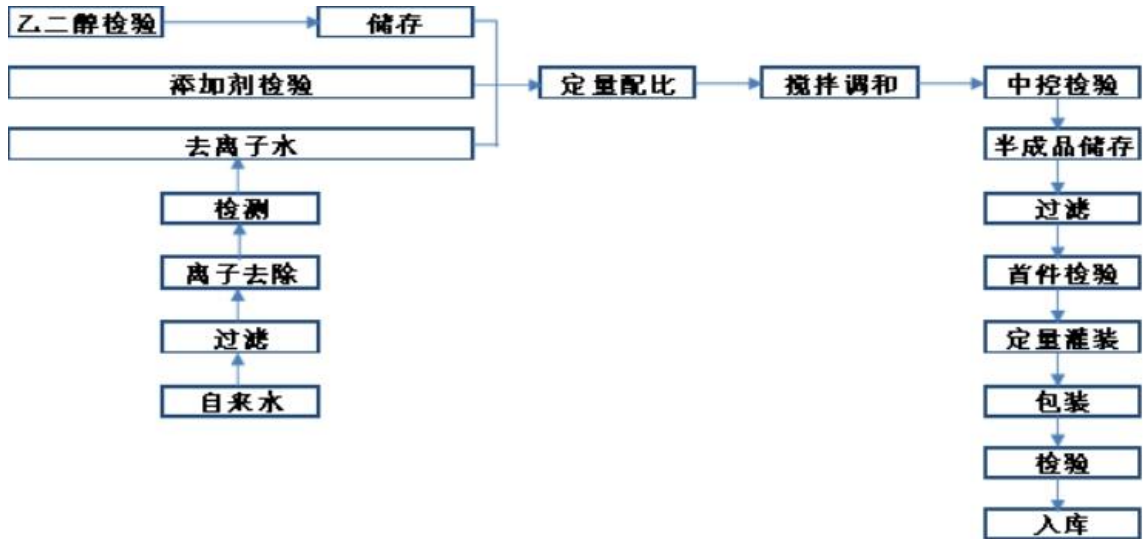 乙二醇检验
储存
添加剂检验
定量配比
搅拌调和
中控检验
去离子水
半成品储存
检测
过滤
离子去除
首件检验
过滤
定量灌装
自来水
包装
检验
入库